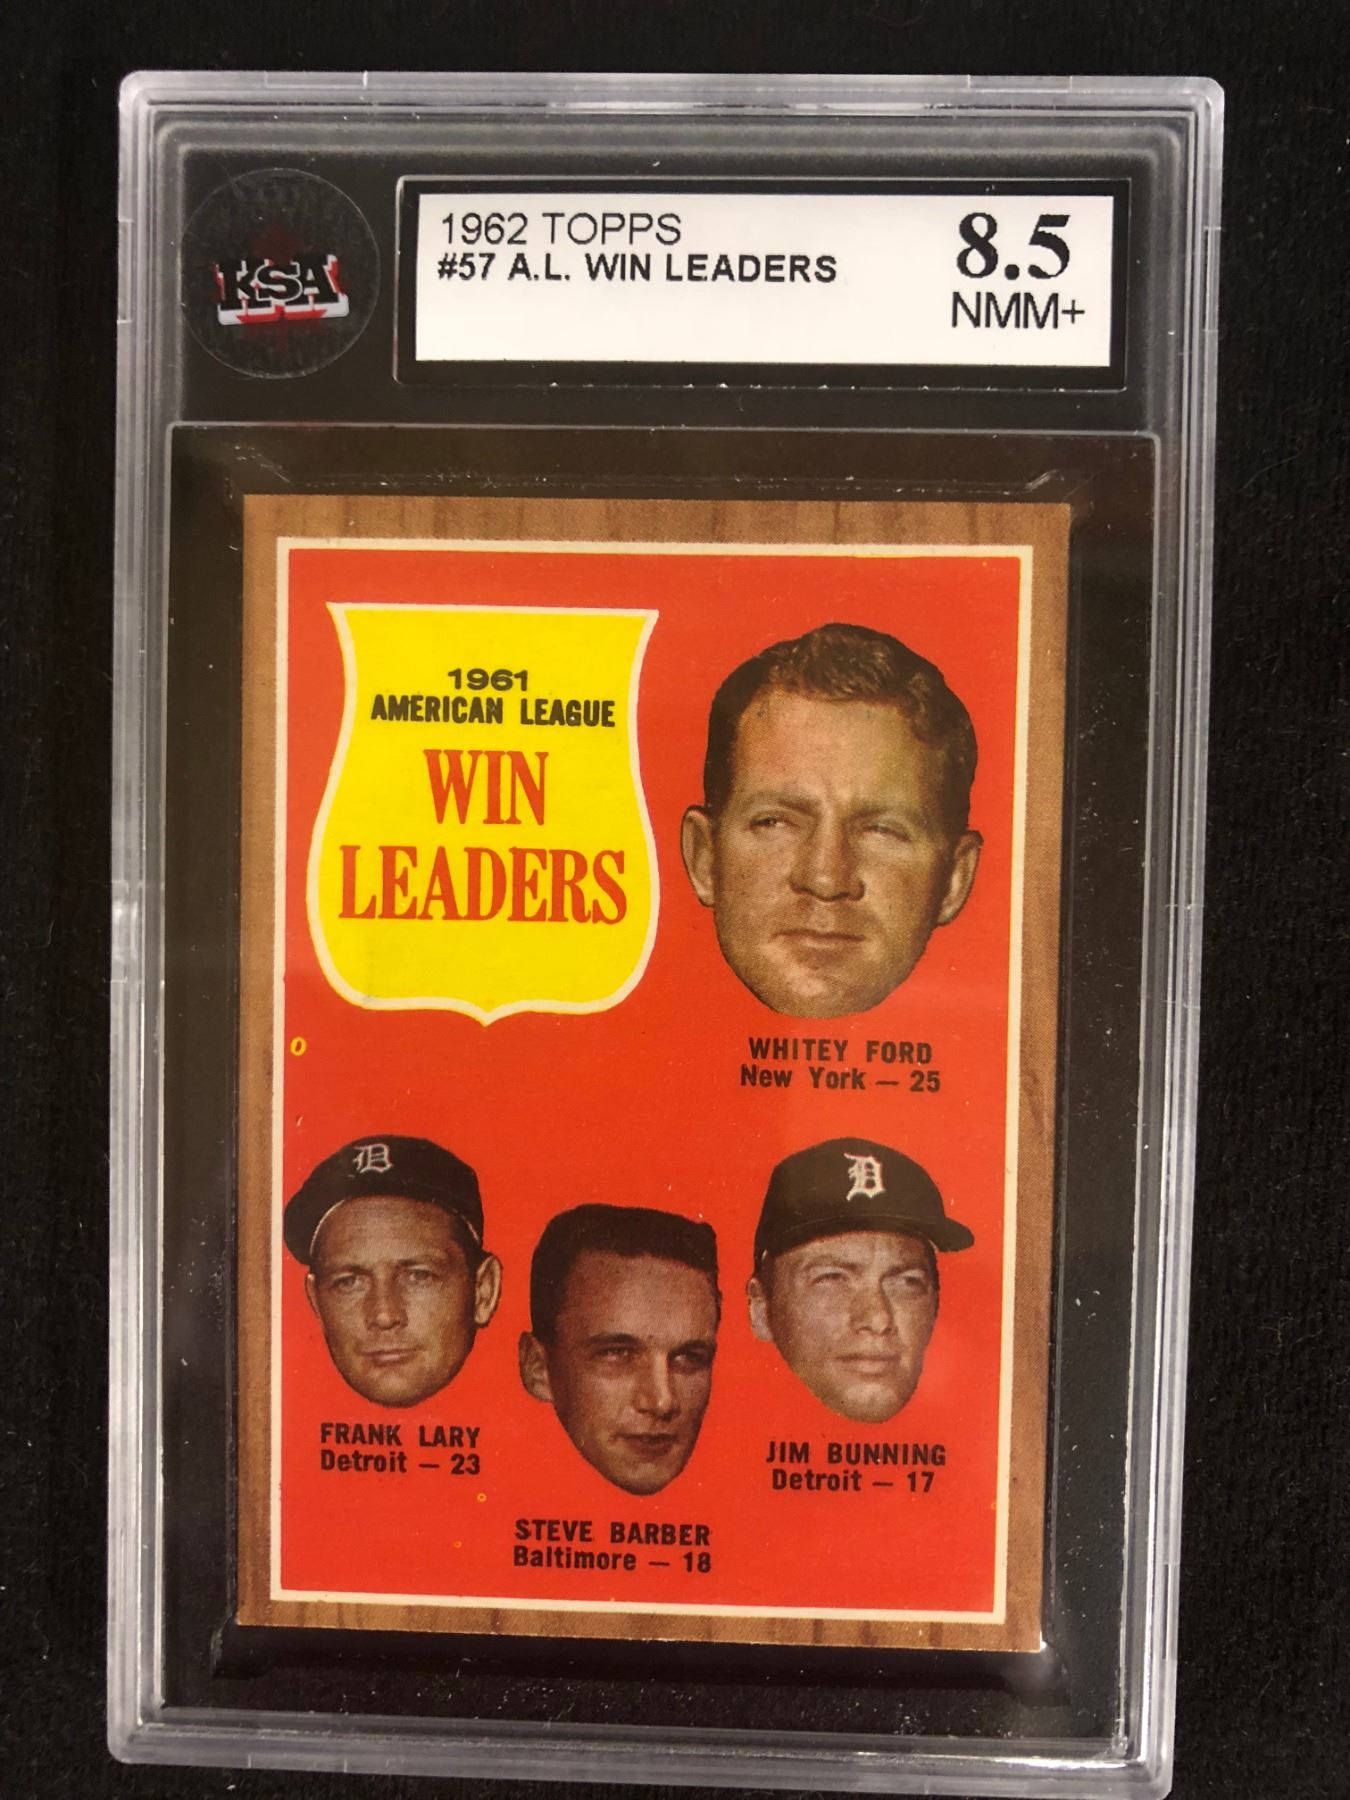 KSA
1962 TOPPS
#57 A.L. WIN LEADERS
8.5
NMM+
1961
AMERICAN LEAGUE
WIN
LEADERS
WHITEY FORD
New York — 25
D
D
FRANK LARY
Detroit — 23
STEVE BARBER
Baltimore — 18
JIM BUNNING
Detroit — 17